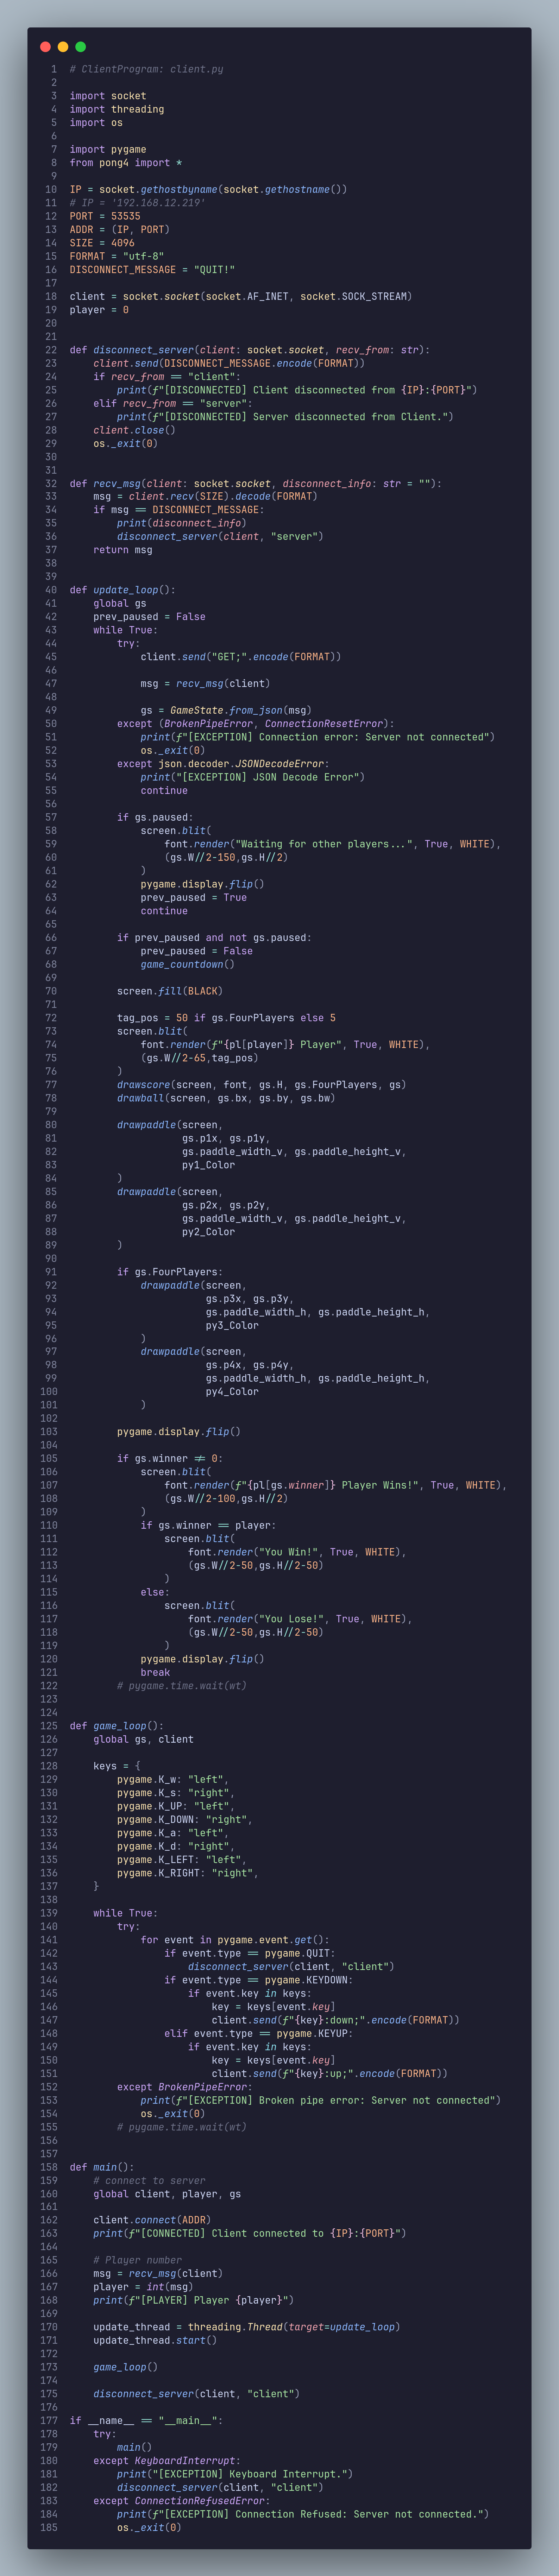 1 # ClientProgram: client.py
2
3 import socket
4 import threading
5 import os
6
7 import pygame
8 from pong4 import *
9
10 IP = socket.gethostbyname(socket.gethostname())
11 # IP = '192.168.12.219'
12 PORT = 53535
13 ADDR = (IP, PORT)
14 SIZE = 4096
15 FORMAT = "utf-8"
16 DISCONNECT_MESSAGE = "QUIT!"
17
18 client = socket.socket(socket.AF_INET, socket.SOCK_STREAM)
19 player = 0
20
21
22 def disconnect_server(client: socket.socket, recv_from: str):
23     client.send(DISCONNECT_MESSAGE.encode(FORMAT))
24     if recv_from == "client":
25         print(f"[DISCONNECTED] Client disconnected from {IP}:{PORT}")
26     elif recv_from == "server":
27         print(f"[DISCONNECTED] Server disconnected from Client.")
28     client.close()
29     os._exit(0)
30
31
32 def recv_msg(client: socket.socket, disconnect_info: str = ""):
33     msg = client.recv(SIZE).decode(FORMAT)
34     if msg == DISCONNECT_MESSAGE:
35         print(disconnect_info)
36         disconnect_server(client, "server")
37     return msg
38
39
40 def update_loop():
41     global gs
42     prev_paused = False
43     while True:
44         try:
45             client.send("GET;".encode(FORMAT))
46
47             msg = recv_msg(client)
48
49             gs = GameState.from_json(msg)
50         except (BrokenPipeError, ConnectionResetError):
51             print(f"[EXCEPTION] Connection error: Server not connected")
52             os._exit(0)
53         except json.decoder.JSONDecodeError:
54             print("[EXCEPTION] JSON Decode Error")
55             continue
56
57         if gs.paused:
58             screen.blit(
59                 font.render("Waiting for other players...", True, WHITE),
60                 (gs.W//2-150,gs.H//2)
61             )
62             pygame.display.flip()
63             prev_paused = True
64             continue
65
66         if prev_paused and not gs.paused:
67             prev_paused = False
68             game_countdown()
69
70         screen.fill(BLACK)
71
72         tag_pos = 50 if gs.FourPlayers else 5
73         screen.blit(
74             font.render(f"{pl[player]} Player", True, WHITE),
75             (gs.W//2-65,tag_pos)
76         )
77         drawscore(screen, font, gs.H, gs.FourPlayers, gs)
78         drawball(screen, gs.bx, gs.by, gs.bw)
79
80         drawpaddle(screen,
81                    gs.p1x, gs.p1y,
82                    gs.paddle_width_v, gs.paddle_height_v,
83                    py1_Color
84         )
85         drawpaddle(screen,
86                    gs.p2x, gs.p2y,
87                    gs.paddle_width_v, gs.paddle_height_v,
88                    py2_Color
89         )
90
91         if gs.FourPlayers:
92             drawpaddle(screen,
93                        gs.p3x, gs.p3y,
94                        gs.paddle_width_h, gs.paddle_height_h,
95                        py3_Color
96             )
97             drawpaddle(screen,
98                        gs.p4x, gs.p4y,
99                        gs.paddle_width_h, gs.paddle_height_h,
100                        py4_Color
101             )
102
103         pygame.display.flip()
104
105         if gs.winner != 0:
106             screen.blit(
107                 font.render(f"{pl[gs.winner]} Player Wins!", True, WHITE),
108                 (gs.W//2-100,gs.H//2)
109             )
110             if gs.winner == player:
111                 screen.blit(
112                     font.render("You Win!", True, WHITE),
113                     (gs.W//2-50,gs.H//2-50)
114                 )
115             else:
116                 screen.blit(
117                     font.render("You Lose!", True, WHITE),
118                     (gs.W//2-50,gs.H//2-50)
119                 )
120             pygame.display.flip()
121             break
122         # pygame.time.wait(wt)
123
124
125 def game_loop():
126     global gs, client
127
128     keys = {
129         pygame.K_w: "left",
130         pygame.K_s: "right",
131         pygame.K_UP: "left",
132         pygame.K_DOWN: "right",
133         pygame.K_a: "left",
134         pygame.K_d: "right",
135         pygame.K_LEFT: "left",
136         pygame.K_RIGHT: "right",
137     }
138
139     while True:
140         try:
141             for event in pygame.event.get():
142                 if event.type == pygame.QUIT:
143                     disconnect_server(client, "client")
144                 if event.type == pygame.KEYDOWN:
145                     if event.key in keys:
146                         key = keys[event.key]
147                         client.send(f"{key}:down;".encode(FORMAT))
148                 elif event.type == pygame.KEYUP:
149                     if event.key in keys:
150                         key = keys[event.key]
151                         client.send(f"{key}:up;".encode(FORMAT))
152         except BrokenPipeError:
153             print(f"[EXCEPTION] Broken pipe error: Server not connected")
154             os._exit(0)
155         # pygame.time.wait(wt)
156
157
158 def main():
159     # connect to server
160     global client, player, gs
161
162     client.connect(ADDR)
163     print(f"[CONNECTED] Client connected to {IP}:{PORT}")
164
165     # Player number
166     msg = recv_msg(client)
167     player = int(msg)
168     print(f"[PLAYER] Player {player}")
169
170     update_thread = threading.Thread(target=update_loop)
171     update_thread.start()
172
173     game_loop()
174
175     disconnect_server(client, "client")
176
177 if __name__ == "__main__":
178     try:
179         main()
180     except KeyboardInterrupt:
181         print("[EXCEPTION] Keyboard Interrupt.")
182         disconnect_server(client, "client")
183     except ConnectionRefusedError:
184         print(f"[EXCEPTION] Connection Refused: Server not connected.")
185         os._exit(0)